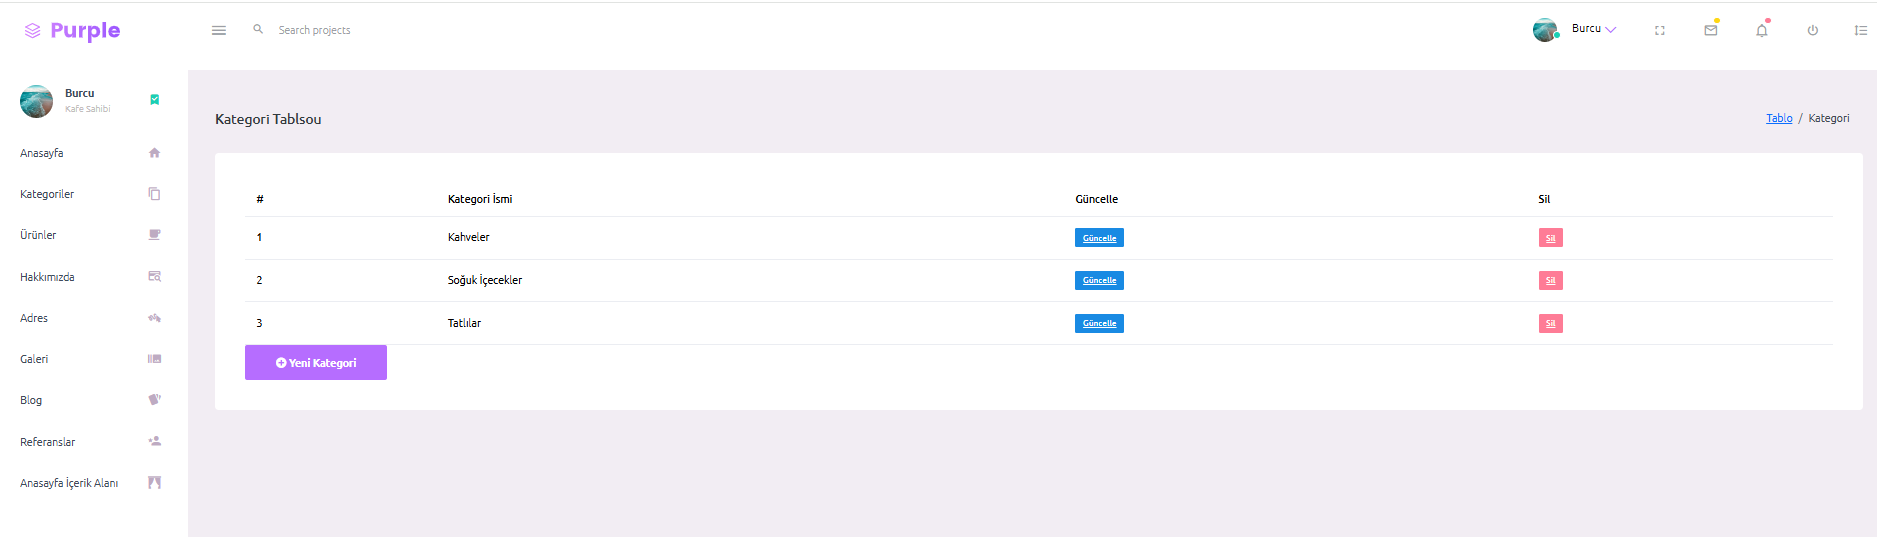 Purple
Search projects
Burcu
Burcu
Kafe Sahibi
Anasayfa
Kategoriler
Ürünler
Hakkımızda
Adres
Galeri
Blog
Referanslar
Anasayfa İçerik Alanı
Kategori Tablsou
Tablo / Kategori
# Kategori İsmi Güncelle Sil
1 Kahveler Güncelle Sil
2 Soğuk İçecekler Güncelle Sil
3 Tatlılar Güncelle Sil
Yeni Kategori